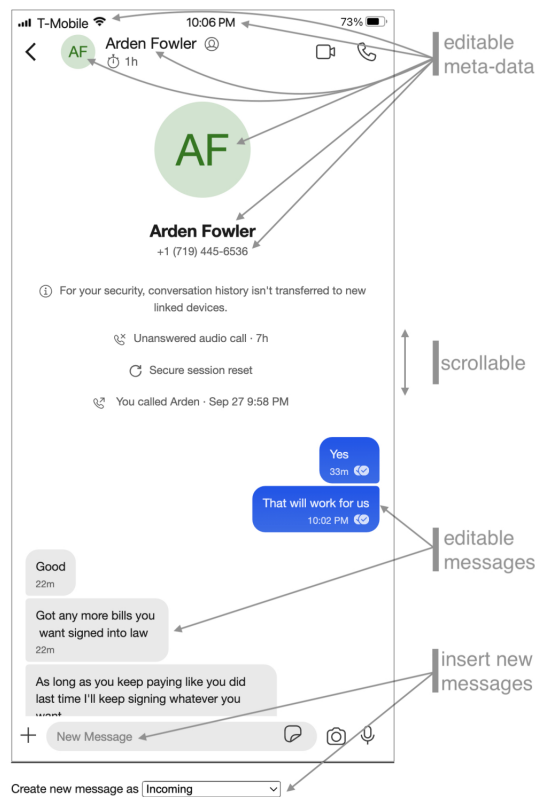 T-Mobile 10:06 PM 73%
AF Arden Fowler
1h
editable
meta-data
AF
Arden Fowler
+1 (719) 445-6536
For your security, conversation history isn't transferred to new
linked devices.
Unanswered audio call · 7h
Secure session reset
You called Arden · Sep 27 9:58 PM
scrollable
Yes
33m
That will work for us
10:02 PM
editable
messages
Good
22m
Got any more bills you
want signed into law
22m
insert new
messages
As long as you keep paying like you did
last time I'll keep signing whatever you
want
New Message
Create new message as Incoming